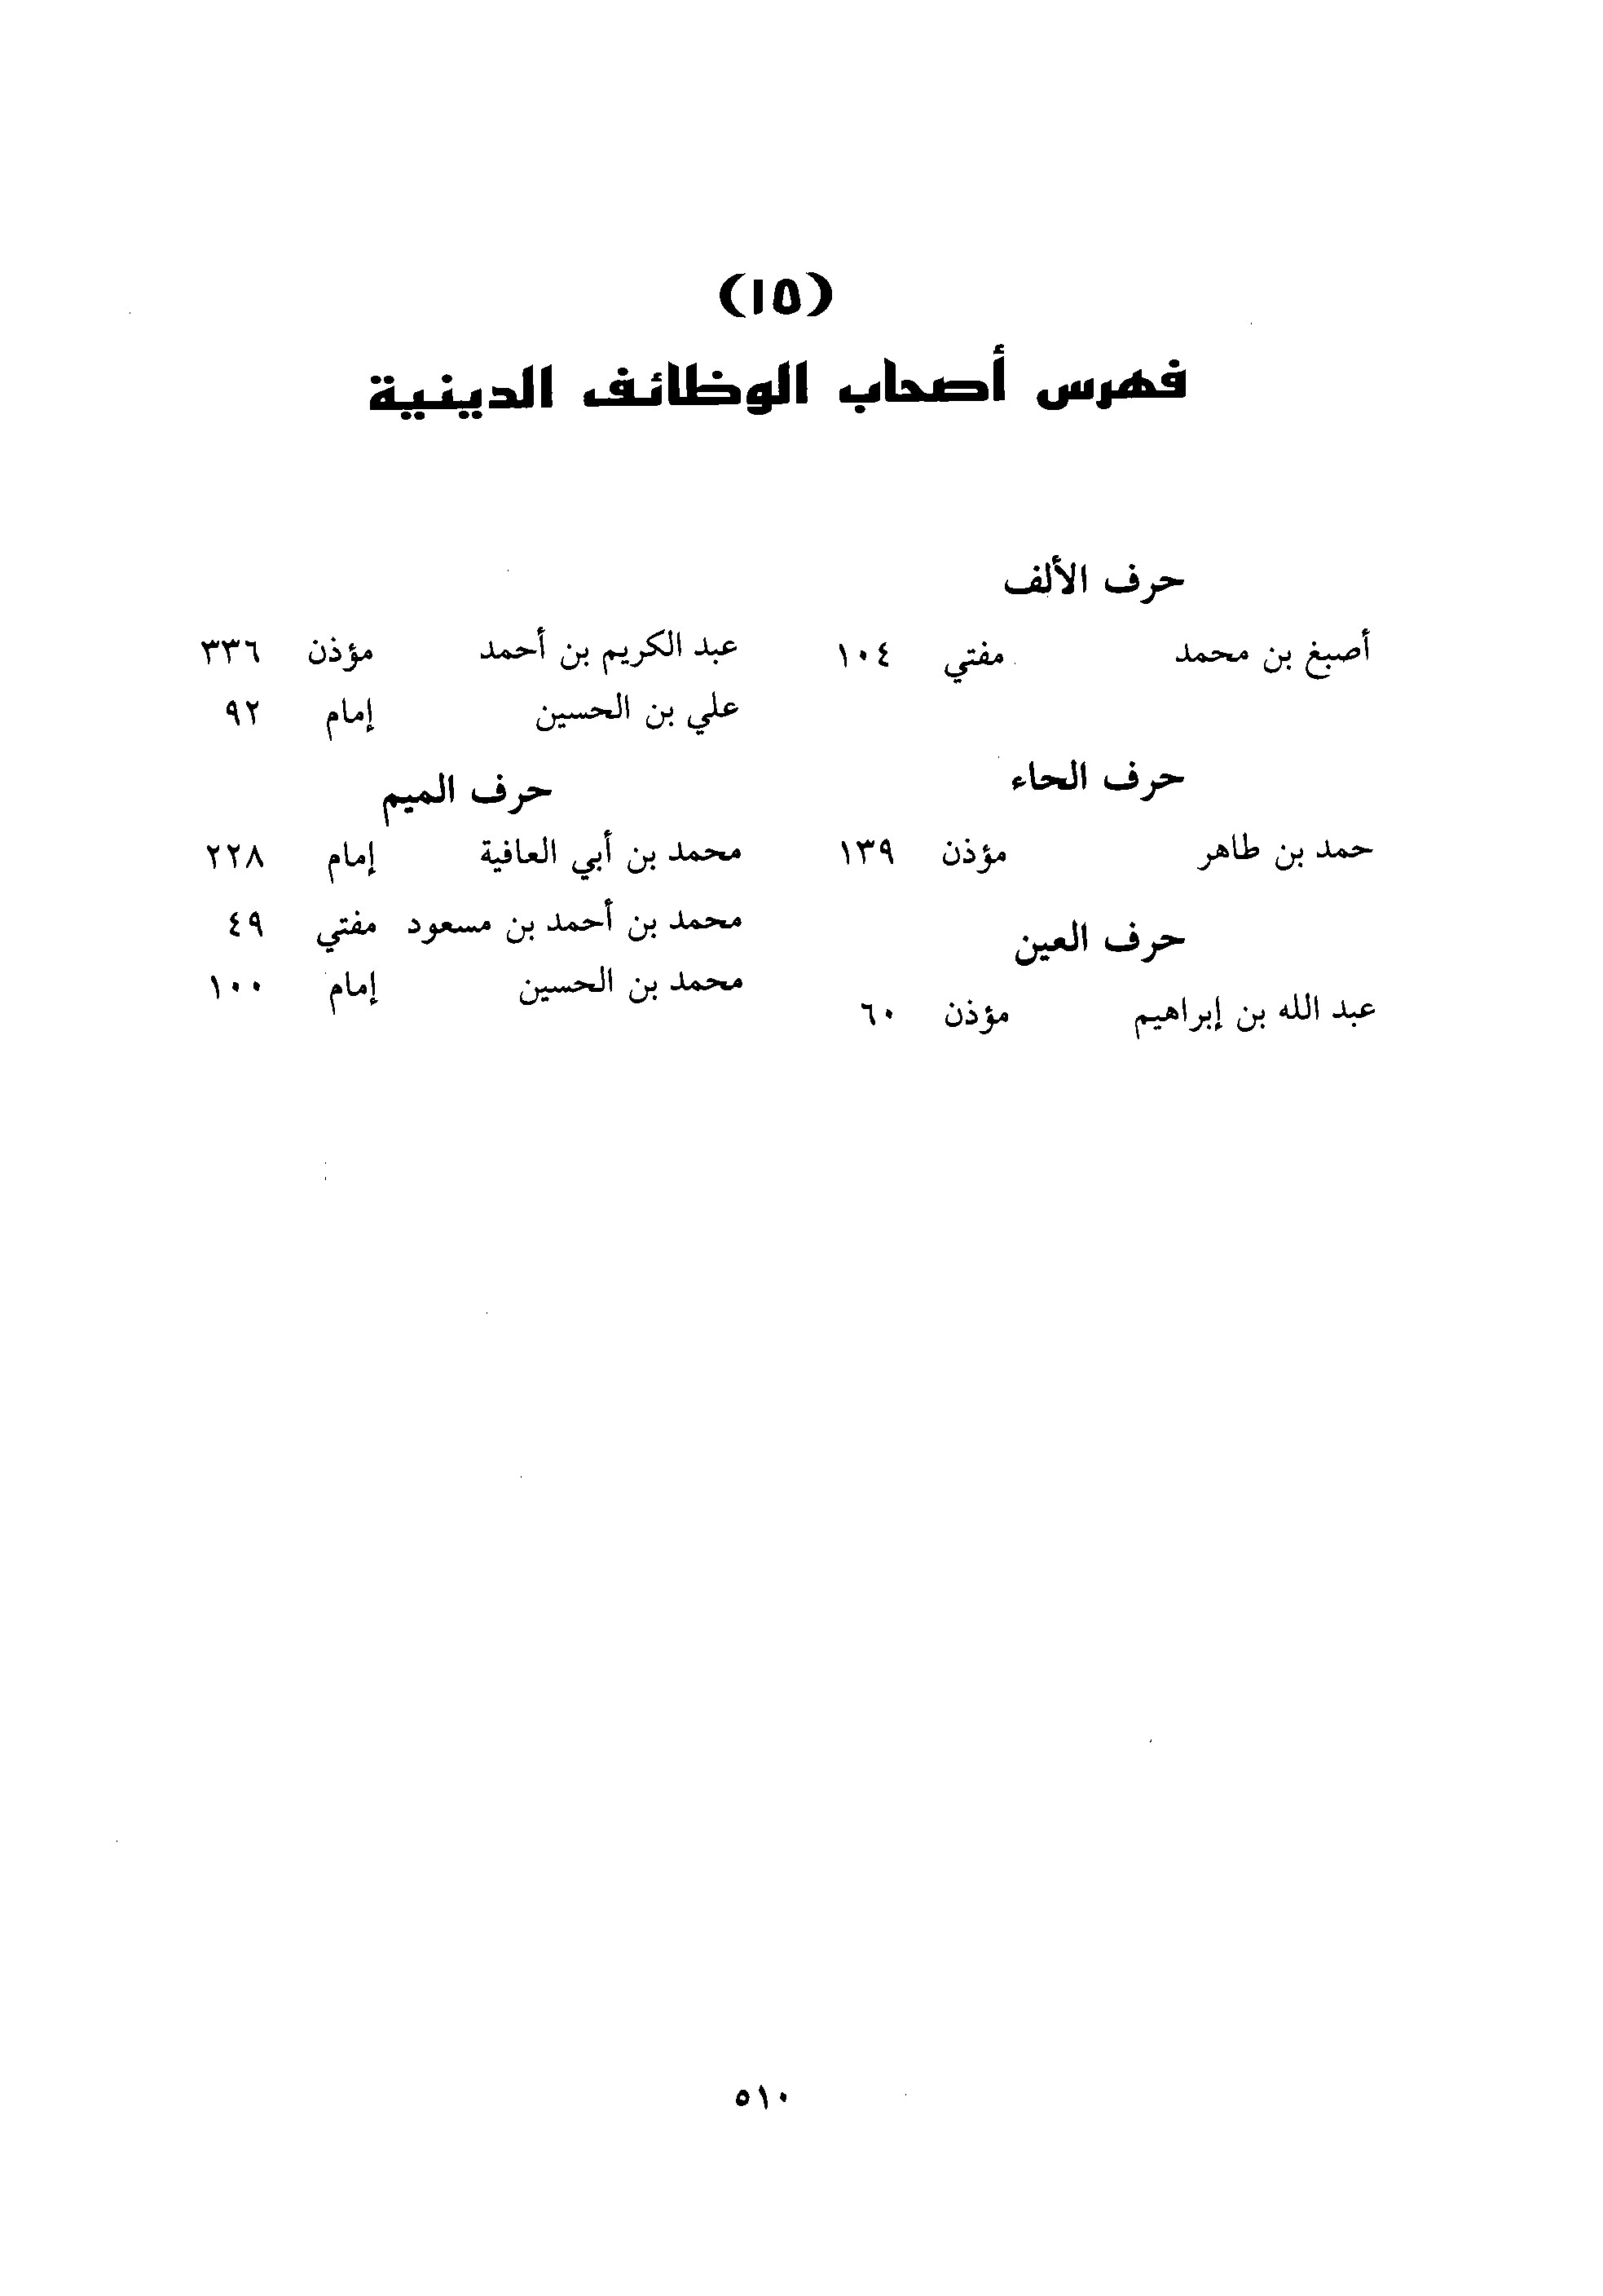 (١٥)
فهرس أصحاب الوظائف الدينية
حرف الألف
أصبغ بن محمد مفتي ١٠٤
حرف الحاء
حمد بن طاهر مؤذن ١٣٩
حرف العين
عبد الله بن إبراهيم مؤذن ٦٠
عبد الكريم بن أحمد مؤذن ٣٣٦
علي بن الحسين إمام ٩٢
حرف الميم
محمد بن أبي العافية إمام ٢٢٨
محمد بن أحمد بن مسعود مفتي ٤٩
محمد بن الحسين إمام ١٠٠
٥١٠